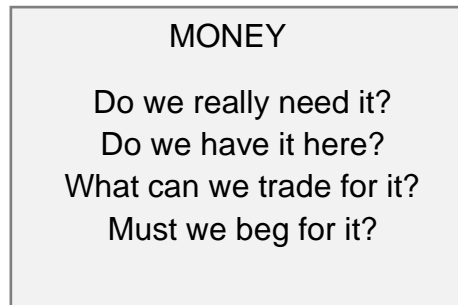 MONEY
Do we really need it?
Do we have it here?
What can we trade for it?
Must we beg for it?